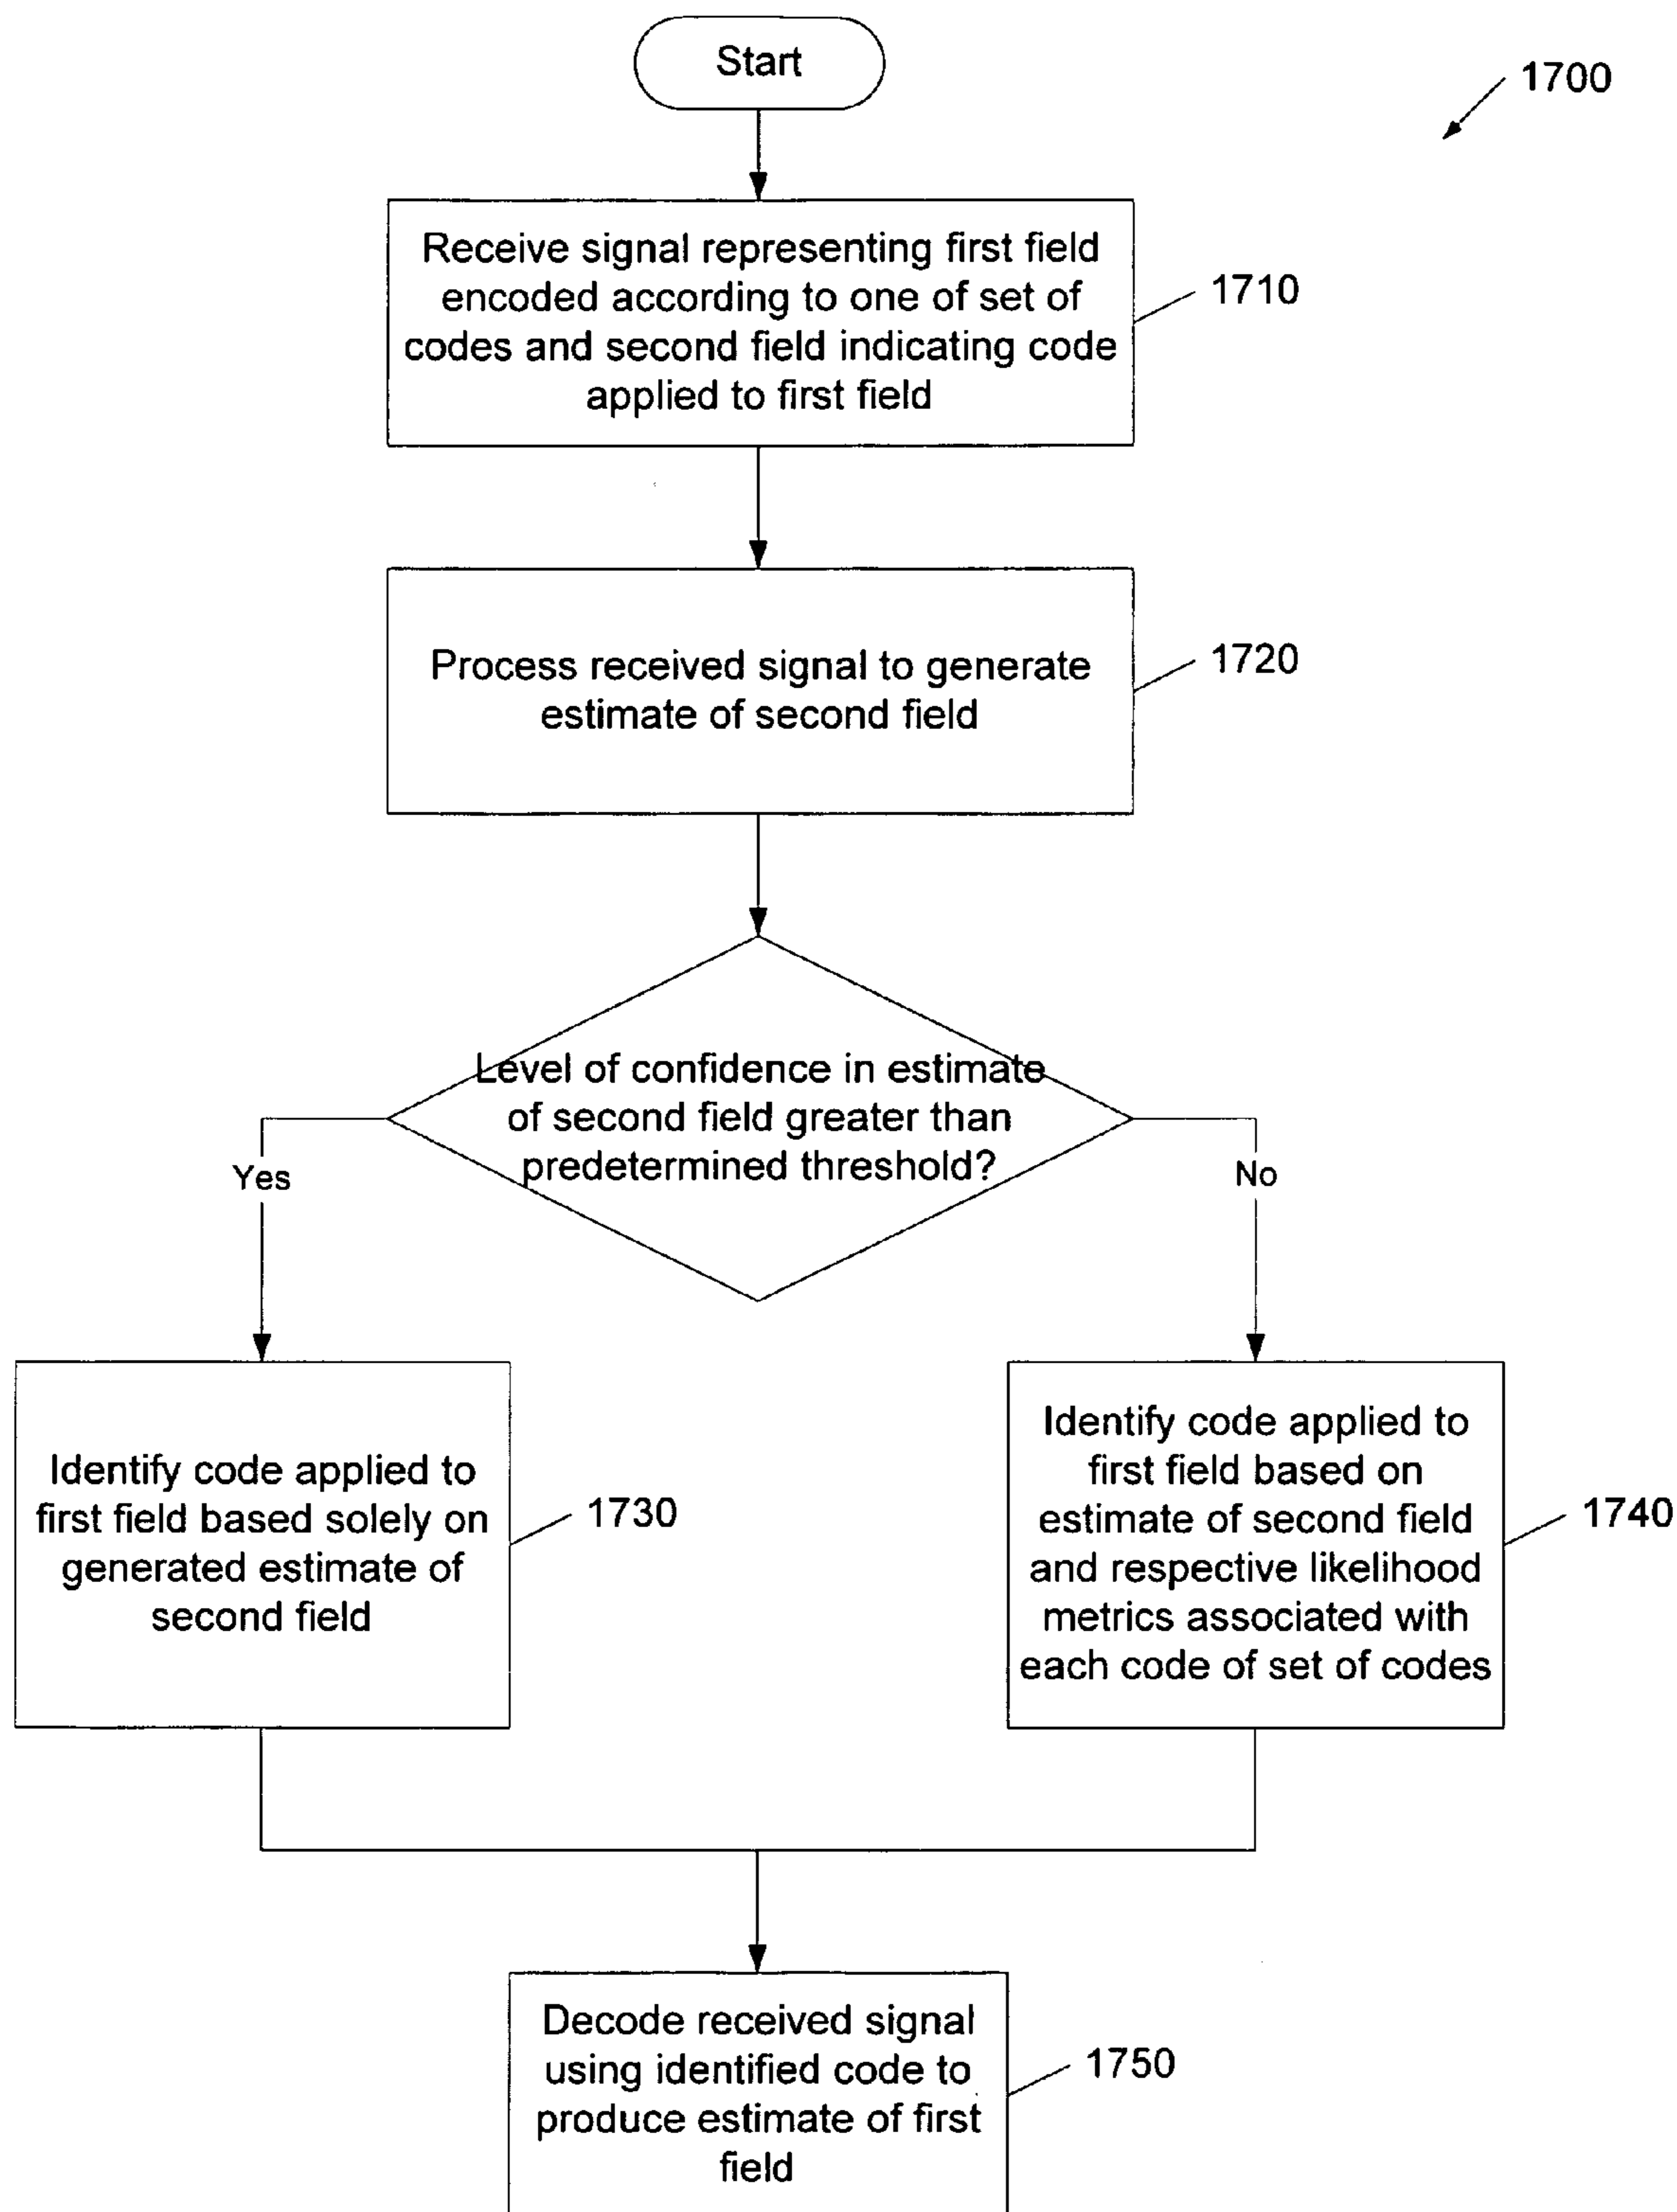 Start
1700
Receive signal representing first field
encoded according to one of set of
codes and second field indicating code
applied to first field
1710
Process received signal to generate
estimate of second field
1720
Level of confidence in estimate
of second field greater than
predetermined threshold?
Yes
No
Identify code applied to
first field based solely on
generated estimate of
second field
1730
Identify code applied to
first field based on
estimate of second field
and respective likelihood
metrics associated with
each code of set of codes
1740
Decode received signal
using identified code to
produce estimate of first
field
1750